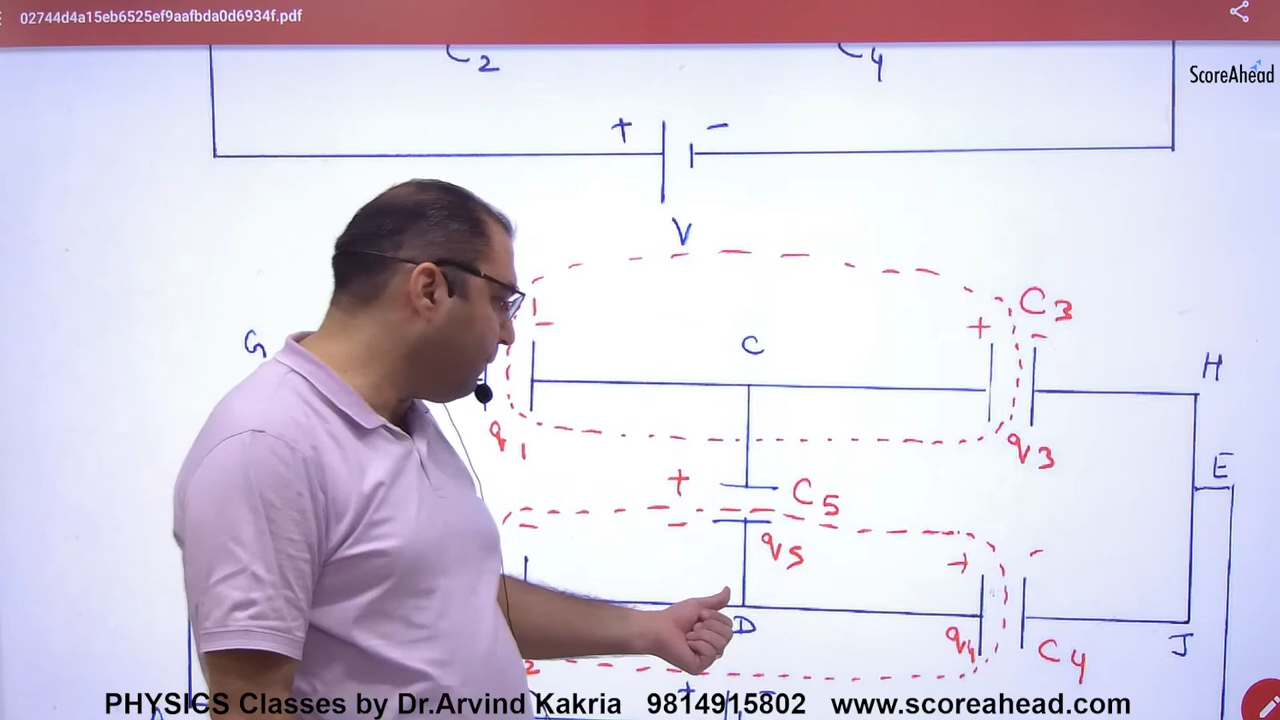 02744d4a15eb6525ef9aafbda0d6934f.pdf
C2 C4
ScoreAhead
+ -
V
C3
- + -
G C H
q1 q3
E
+ C5
- - q5
+ -
D
q4 C4 J
2
+ -
PHYSICS Classes by Dr.Arvind Kakria 9814915802 www.scoreahead.com